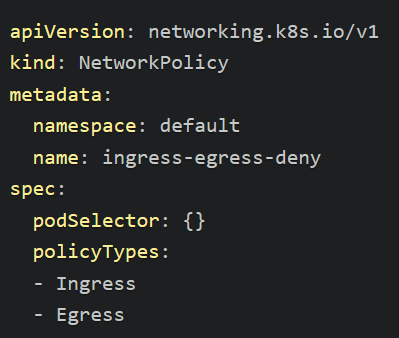 apiVersion: networking.k8s.io/v1
kind: NetworkPolicy
metadata:
  namespace: default
  name: ingress-egress-deny
spec:
  podSelector: {}
  policyTypes:
  - Ingress
  - Egress